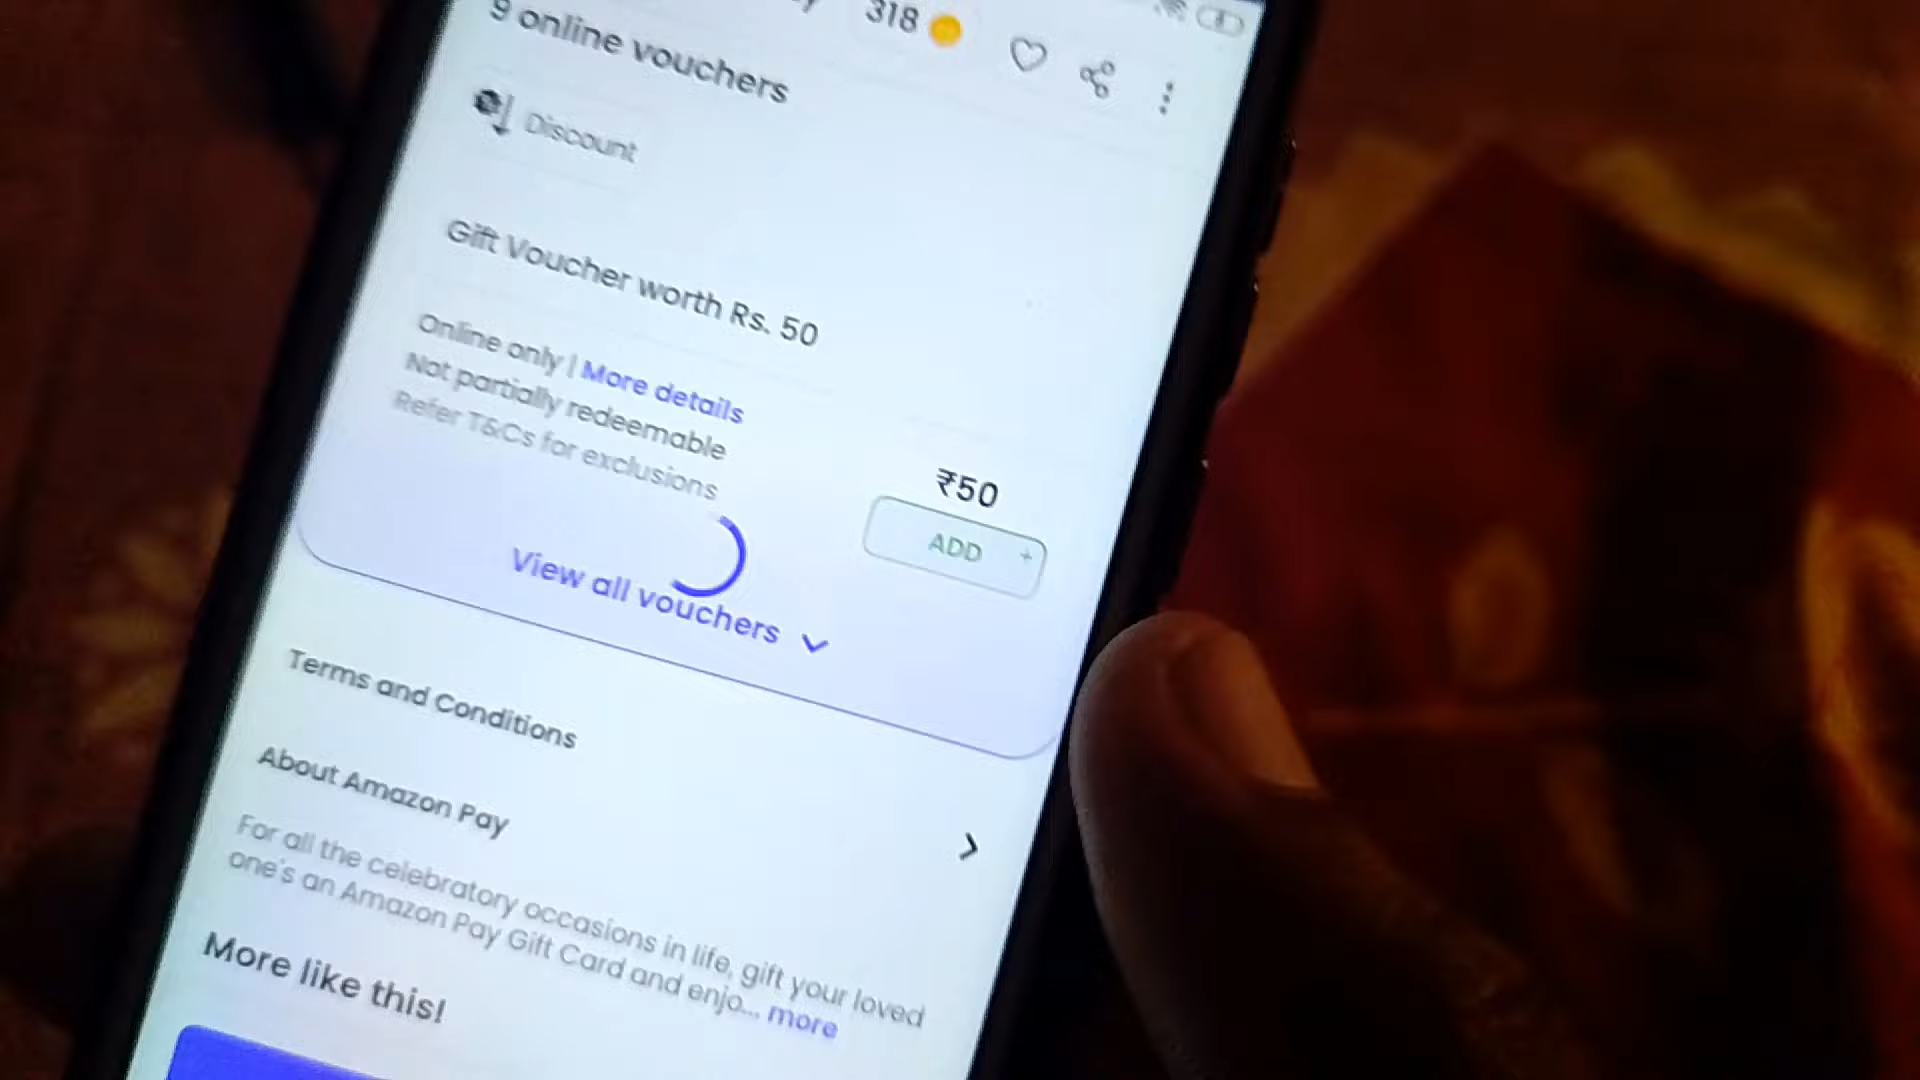 318
9 online vouchers
Discount
Gift Voucher worth Rs. 50
Online only | More details
Not partially redeemable
Refer T&Cs for exclusions
₹50
ADD +
View all vouchers
Terms and Conditions
About Amazon Pay
For all the celebratory occasions in life, gift your loved
one's an Amazon Pay Gift Card and enjo... more
More like this!